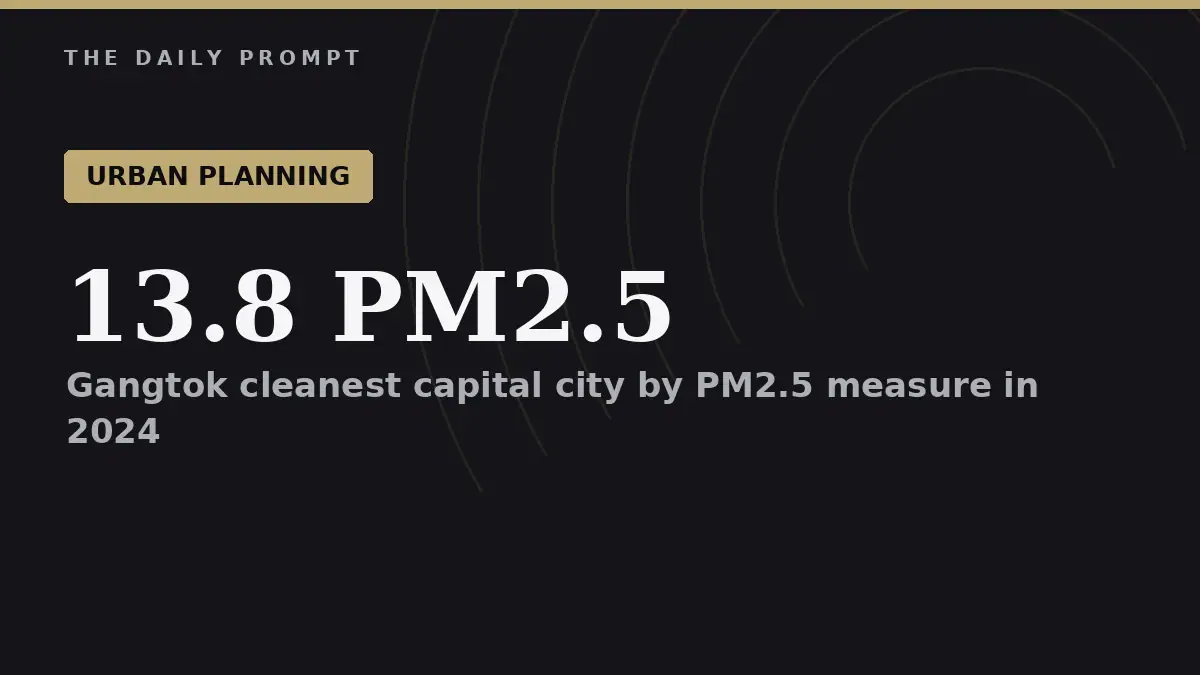 THE DAILY PROMPT
URBAN PLANNING
13.8 PM2.5
Gangtok cleanest capital city by PM2.5 measure in
2024